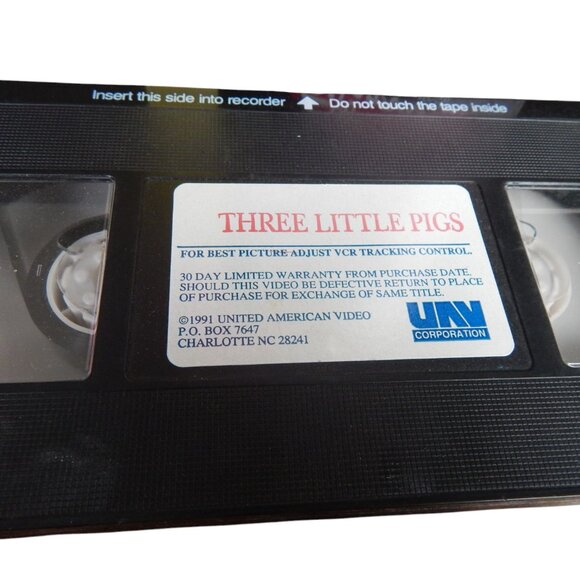 Insert this side into recorder ⬆ Do not touch the tape inside
THREE LITTLE PIGS
FOR BEST PICTURE ADJUST VCR TRACKING CONTROL.
30 DAY LIMITED WARRANTY FROM PURCHASE DATE.
SHOULD THIS VIDEO BE DEFECTIVE RETURN TO PLACE
OF PURCHASE FOR EXCHANGE OF SAME TITLE.
©1991 UNITED AMERICAN VIDEO
P.O. BOX 7647
CHARLOTTE NC 28241
UAV
CORPORATION